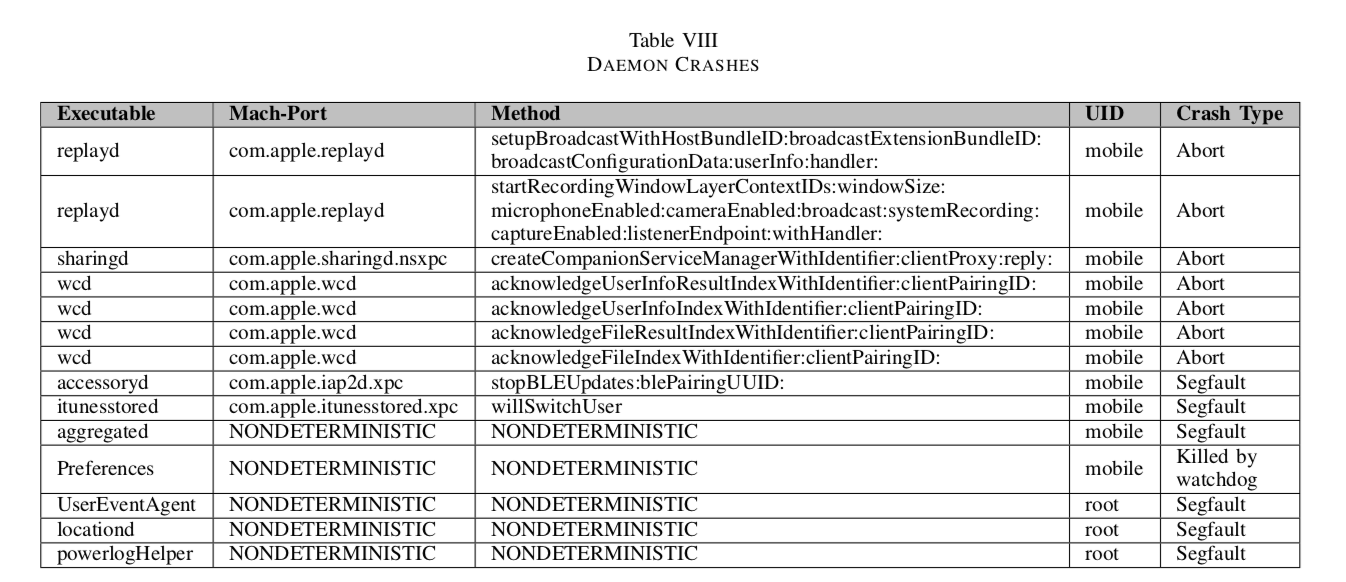 Table VIII
DAEMON CRASHES
Executable Mach-Port Method UID Crash Type
replayd com.apple.replayd setupBroadcastWithHostBundleID:broadcastExtensionBundleID: broadcastConfigurationData:userInfo:handler: mobile Abort
replayd com.apple.replayd startRecordingWindowLayerContextIDs:windowSize: microphoneEnabled:cameraEnabled:broadcast:systemRecording: captureEnabled:listenerEndpoint:withHandler: mobile Abort
sharingd com.apple.sharingd.nsxpc createCompanionServiceManagerWithIdentifier:clientProxy:reply: mobile Abort
wcd com.apple.wcd acknowledgeUserInfoResultIndexWithIdentifier:clientPairingID: mobile Abort
wcd com.apple.wcd acknowledgeUserInfoIndexWithIdentifier:clientPairingID: mobile Abort
wcd com.apple.wcd acknowledgeFileResultIndexWithIdentifier:clientPairingID: mobile Abort
wcd com.apple.wcd acknowledgeFileIndexWithIdentifier:clientPairingID: mobile Abort
accessoryd com.apple.iap2d.xpc stopBLEUpdates:blePairingUUID: mobile Segfault
itunesstored com.apple.itunesstored.xpc willSwitchUser mobile Segfault
aggregated NONDETERMINISTIC NONDETERMINISTIC mobile Segfault
Preferences NONDETERMINISTIC NONDETERMINISTIC mobile Killed by watchdog
UserEventAgent NONDETERMINISTIC NONDETERMINISTIC root Segfault
locationd NONDETERMINISTIC NONDETERMINISTIC root Segfault
powerlogHelper NONDETERMINISTIC NONDETERMINISTIC root Segfault